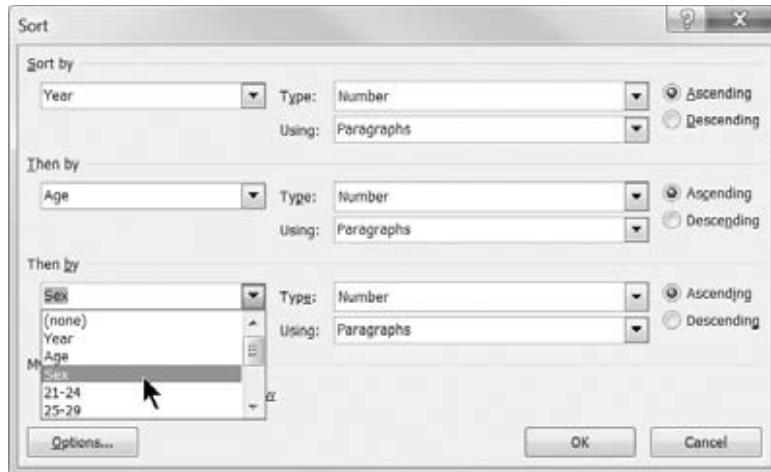 Sort
Sort by
Year Type: Number Ascending
Using: Paragraphs Descending
Then by
Age Type: Number Ascending
Using: Paragraphs Descending
Then by
Sex Type: Number Ascending
(none)
Year Using: Paragraphs Descending
Age
Sex
21-24
25-29
Options... OK Cancel